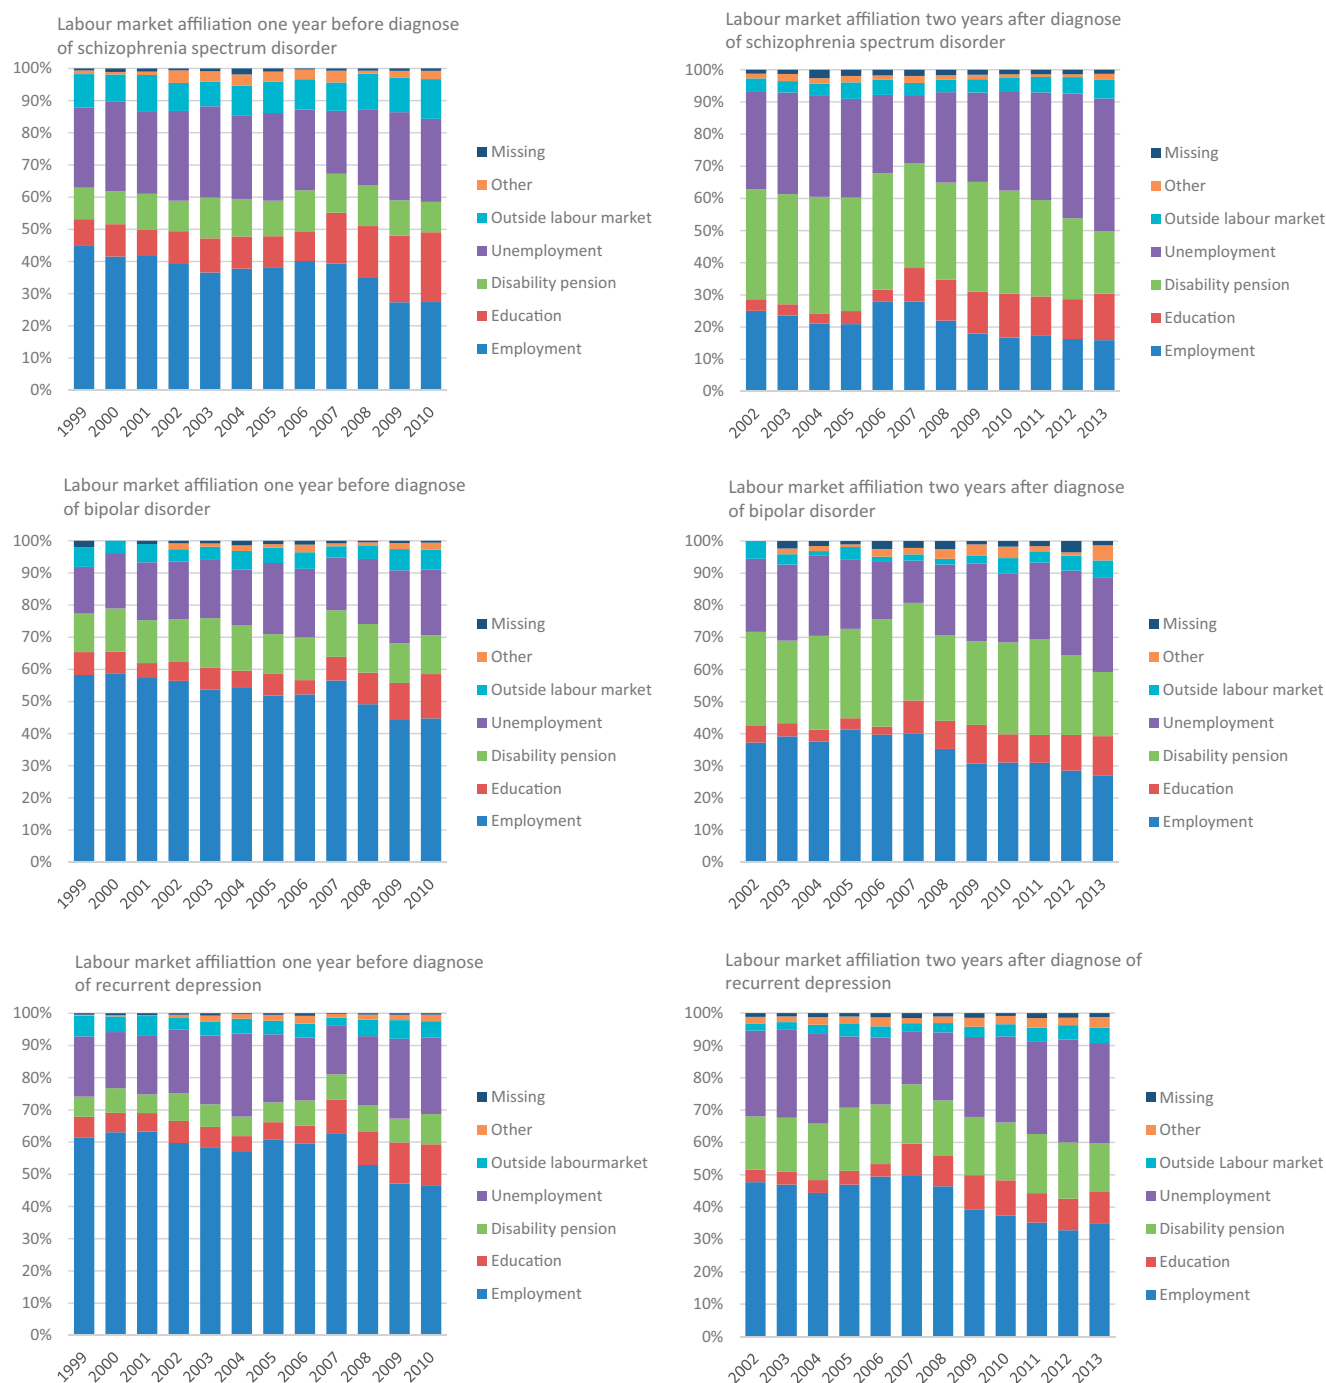 Labour market affiliation one year before diagnose
of schizophrenia spectrum disorder
100%
90%
80%
70%
60%
50%
40%
30%
20%
10%
0%
1999
2000
2001
2002
2003
2004
2005
2006
2007
2008
2009
2010
Missing
Other
Outside labour market
Unemployment
Disability pension
Education
Employment
Labour market affiliation two years after diagnose
of schizophrenia spectrum disorder
100%
90%
80%
70%
60%
50%
40%
30%
20%
10%
0%
2002
2003
2004
2005
2006
2007
2008
2009
2010
2011
2012
2013
Missing
Other
Outside labour market
Unemployment
Disability pension
Education
Employment
Labour market affiliation one year before diagnose
of bipolar disorder
100%
90%
80%
70%
60%
50%
40%
30%
20%
10%
0%
1999
2000
2001
2002
2003
2004
2005
2006
2007
2008
2009
2010
Missing
Other
Outside labour market
Unemployment
Disability pension
Education
Employment
Labour market affiliation two years after diagnose
of bipolar disorder
100%
90%
80%
70%
60%
50%
40%
30%
20%
10%
0%
2002
2003
2004
2005
2006
2007
2008
2009
2010
2011
2012
2013
Missing
Other
Outside labour market
Unemployment
Disability pension
Education
Employment
Labour market affiliation one year before diagnose
of recurrent depression
100%
90%
80%
70%
60%
50%
40%
30%
20%
10%
0%
1999
2000
2001
2002
2003
2004
2005
2006
2007
2008
2009
2010
Missing
Other
Outside labourmarket
Unemployment
Disability pension
Education
Employment
Labour market affiliation two years after diagnose of
recurrent depression
100%
90%
80%
70%
60%
50%
40%
30%
20%
10%
0%
2002
2003
2004
2005
2006
2007
2008
2009
2010
2011
2012
2013
Missing
Other
Outside Labour market
Unemployment
Disability pension
Education
Employment